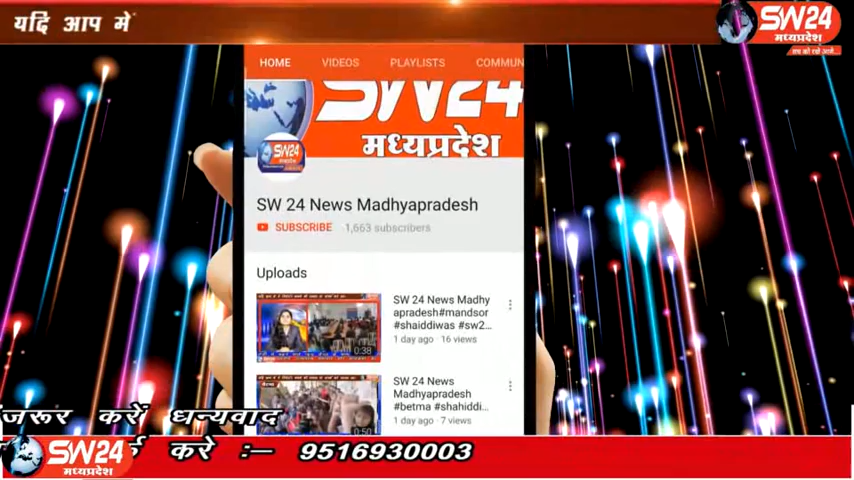 यदि आप मे
SW24
मध्यप्रदेश
HOME VIDEOS PLAYLISTS COMMUN
SW24
मध्यप्रदेश
SW24
SW 24 News Madhyapradesh
SUBSCRIBE 1,663 subscribers
Uploads
SW 24 News Madhy
apradesh#mandsor
#shaiddiwas #sw2...
1 day ago · 16 views
0:38
SW 24 News
Madhyapradesh
#betma #shahiddi...
1 day ago · 7 views
0:50
जरूर करें धन्यवाद
करे :– 9516930003
SW24
मध्यप्रदेश